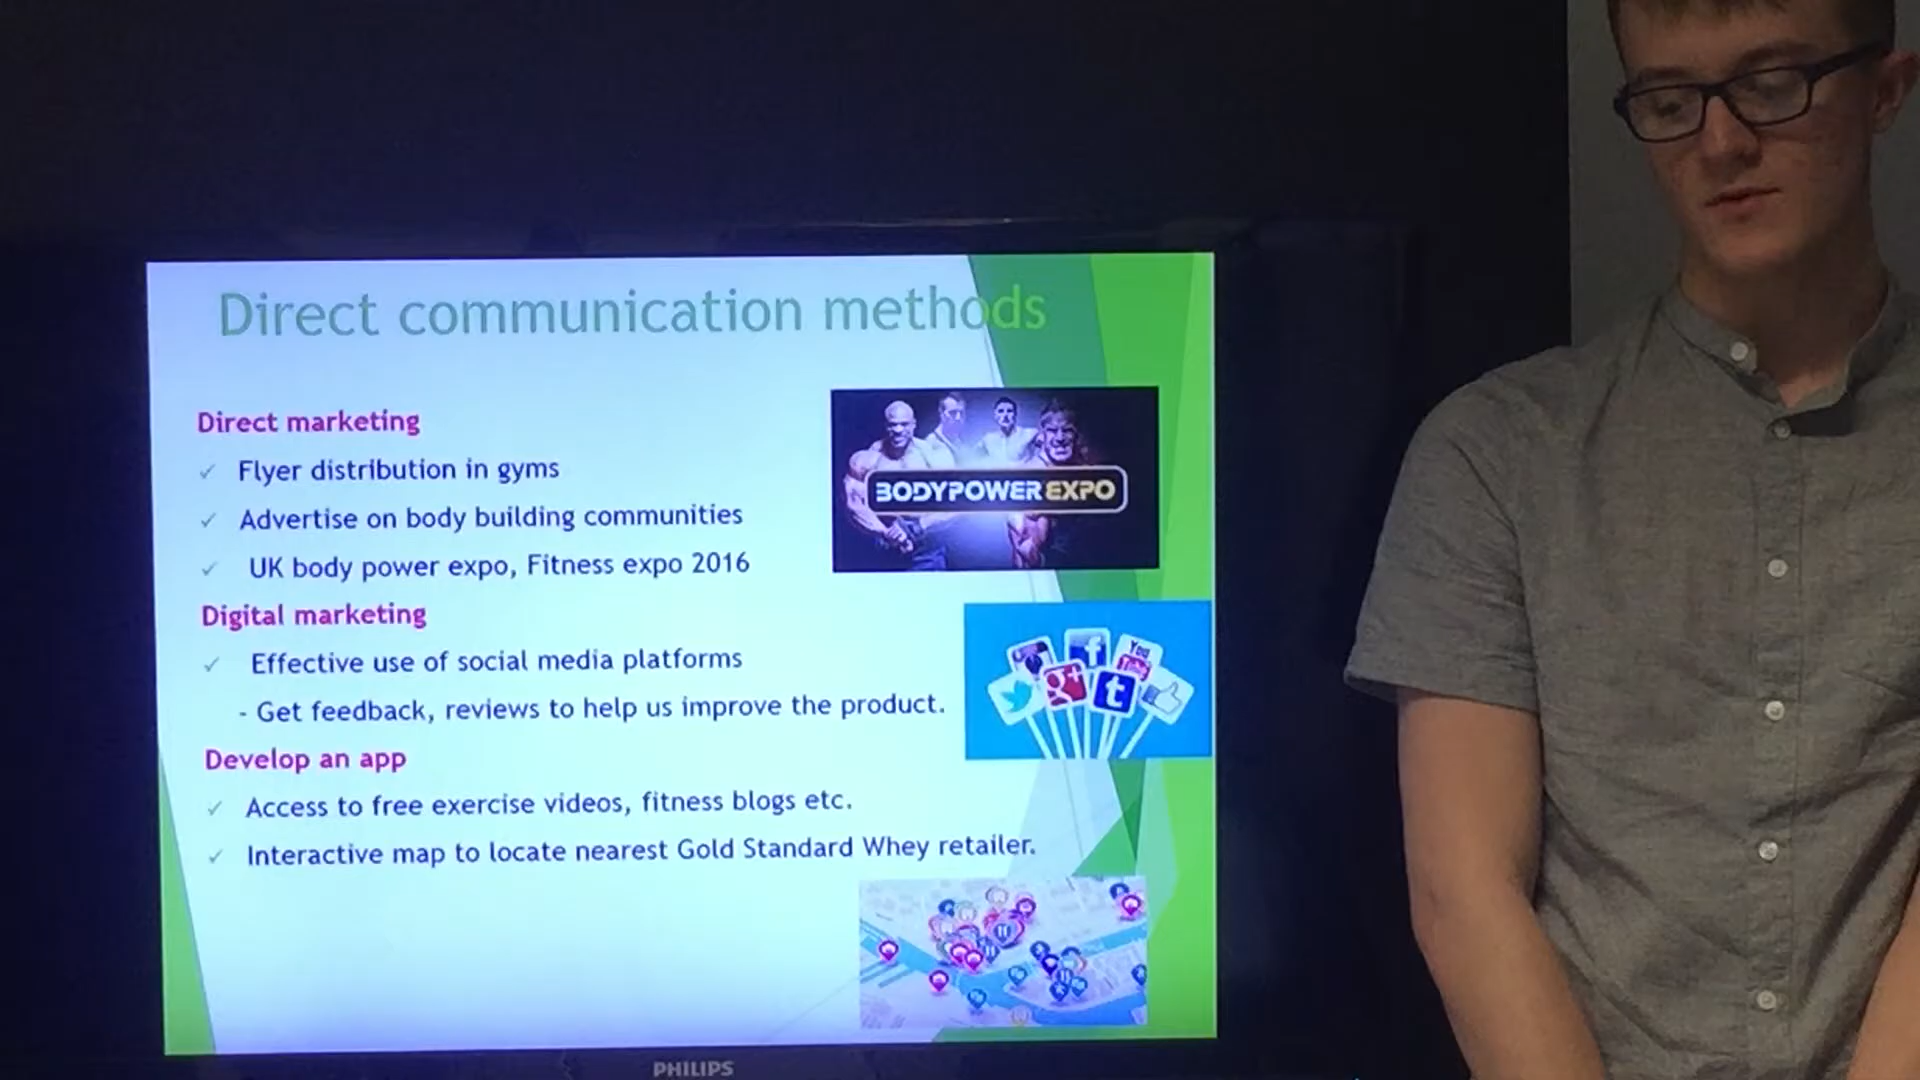 Direct communication methods
Direct marketing
✓ Flyer distribution in gyms
✓ Advertise on body building communities
✓ UK body power expo, Fitness expo 2016
BODYPOWER EXPO
Digital marketing
✓ Effective use of social media platforms
- Get feedback, reviews to help us improve the product.
f
You
Tube
g+
t
Develop an app
✓ Access to free exercise videos, fitness blogs etc.
✓ Interactive map to locate nearest Gold Standard Whey retailer.
PHILIPS